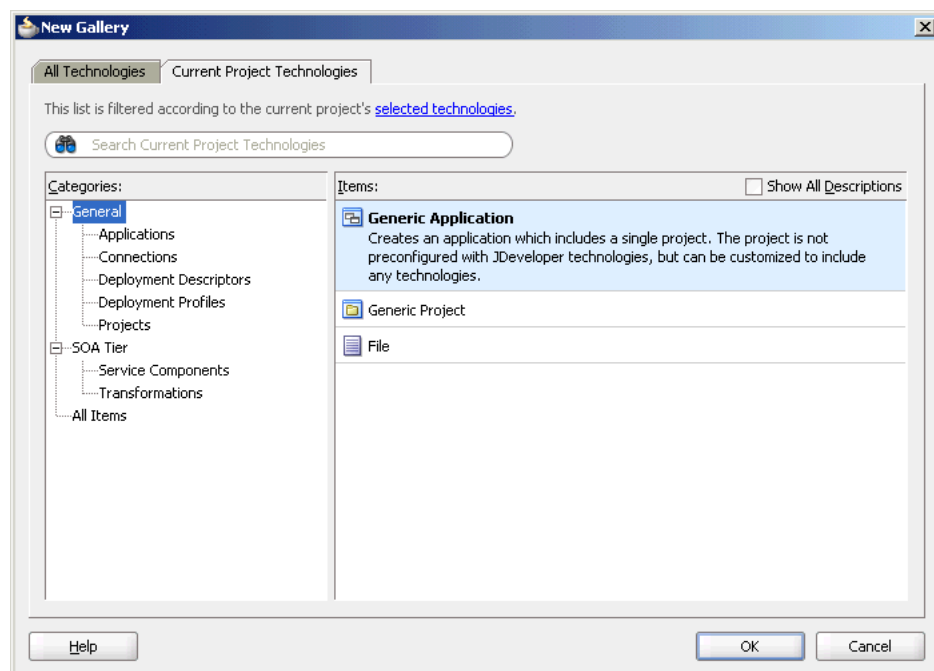 New Gallery
All Technologies
Current Project Technologies
This list is filtered according to the current project's selected technologies.
Search Current Project Technologies
Categories:
General
Applications
Connections
Deployment Descriptors
Deployment Profiles
Projects
SOA Tier
Service Components
Transformations
All Items
Items:
Show All Descriptions
Generic Application
Creates an application which includes a single project. The project is not
preconfigured with JDeveloper technologies, but can be customized to include
any technologies.
Generic Project
File
Help
OK
Cancel